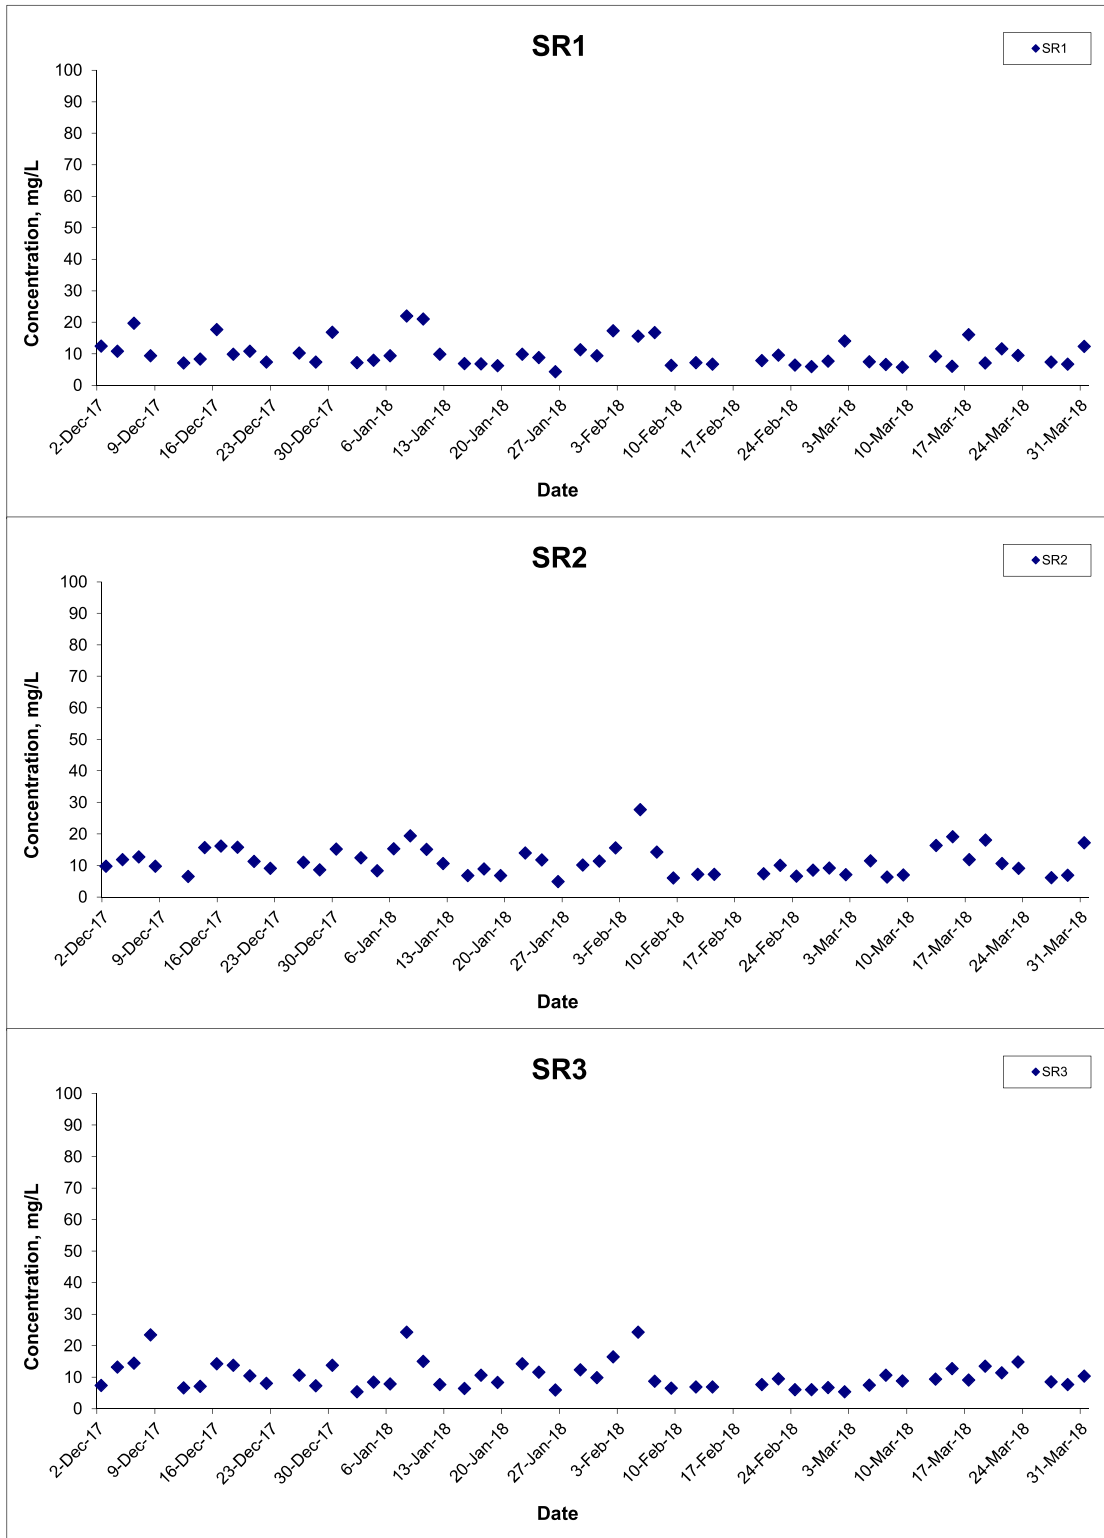 SR1
SR1
Concentration, mg/L
100
90
80
70
60
50
40
30
20
10
0
2-Dec-17
9-Dec-17
16-Dec-17
23-Dec-17
30-Dec-17
6-Jan-18
13-Jan-18
20-Jan-18
27-Jan-18
3-Feb-18
10-Feb-18
17-Feb-18
24-Feb-18
3-Mar-18
10-Mar-18
17-Mar-18
24-Mar-18
31-Mar-18
Date
SR2
SR2
Concentration, mg/L
100
90
80
70
60
50
40
30
20
10
0
2-Dec-17
9-Dec-17
16-Dec-17
23-Dec-17
30-Dec-17
6-Jan-18
13-Jan-18
20-Jan-18
27-Jan-18
3-Feb-18
10-Feb-18
17-Feb-18
24-Feb-18
3-Mar-18
10-Mar-18
17-Mar-18
24-Mar-18
31-Mar-18
Date
SR3
SR3
Concentration, mg/L
100
90
80
70
60
50
40
30
20
10
0
2-Dec-17
9-Dec-17
16-Dec-17
23-Dec-17
30-Dec-17
6-Jan-18
13-Jan-18
20-Jan-18
27-Jan-18
3-Feb-18
10-Feb-18
17-Feb-18
24-Feb-18
3-Mar-18
10-Mar-18
17-Mar-18
24-Mar-18
31-Mar-18
Date